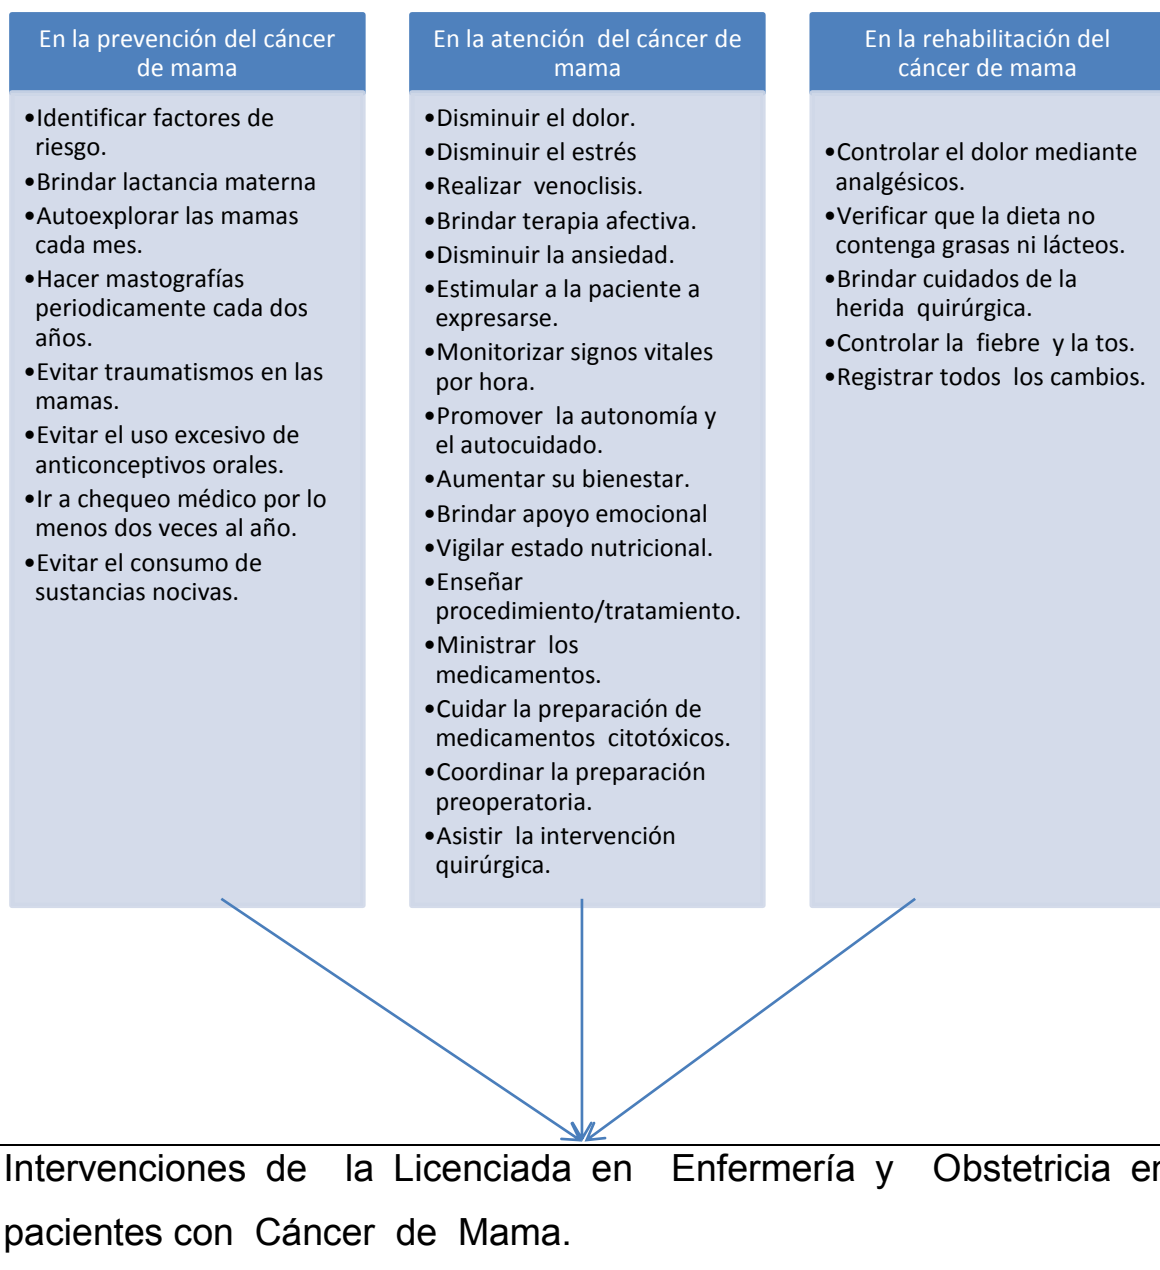 En la prevención del cáncer
de mama
•Identificar factores de
riesgo.
•Brindar lactancia materna
•Autoexplorar las mamas
cada mes.
•Hacer mastografías
periodicamente cada dos
años.
•Evitar traumatismos en las
mamas.
•Evitar el uso excesivo de
anticonceptivos orales.
•Ir a chequeo médico por lo
menos dos veces al año.
•Evitar el consumo de
sustancias nocivas.
En la atención del cáncer de
mama
•Disminuir el dolor.
•Disminuir el estrés
•Realizar venoclisis.
•Brindar terapia afectiva.
•Disminuir la ansiedad.
•Estimular a la paciente a
expresarse.
•Monitorizar signos vitales
por hora.
•Promover la autonomía y
el autocuidado.
•Aumentar su bienestar.
•Brindar apoyo emocional
•Vigilar estado nutricional.
•Enseñar
procedimiento/tratamiento.
•Ministrar los
medicamentos.
•Cuidar la preparación de
medicamentos citotóxicos.
•Coordinar la preparación
preoperatoria.
•Asistir la intervención
quirúrgica.
En la rehabilitación del
cáncer de mama
•Controlar el dolor mediante
analgésicos.
•Verificar que la dieta no
contenga grasas ni lácteos.
•Brindar cuidados de la
herida quirúrgica.
•Controlar la fiebre y la tos.
•Registrar todos los cambios.
Intervenciones de la Licenciada en Enfermería y Obstetricia en
pacientes con Cáncer de Mama.